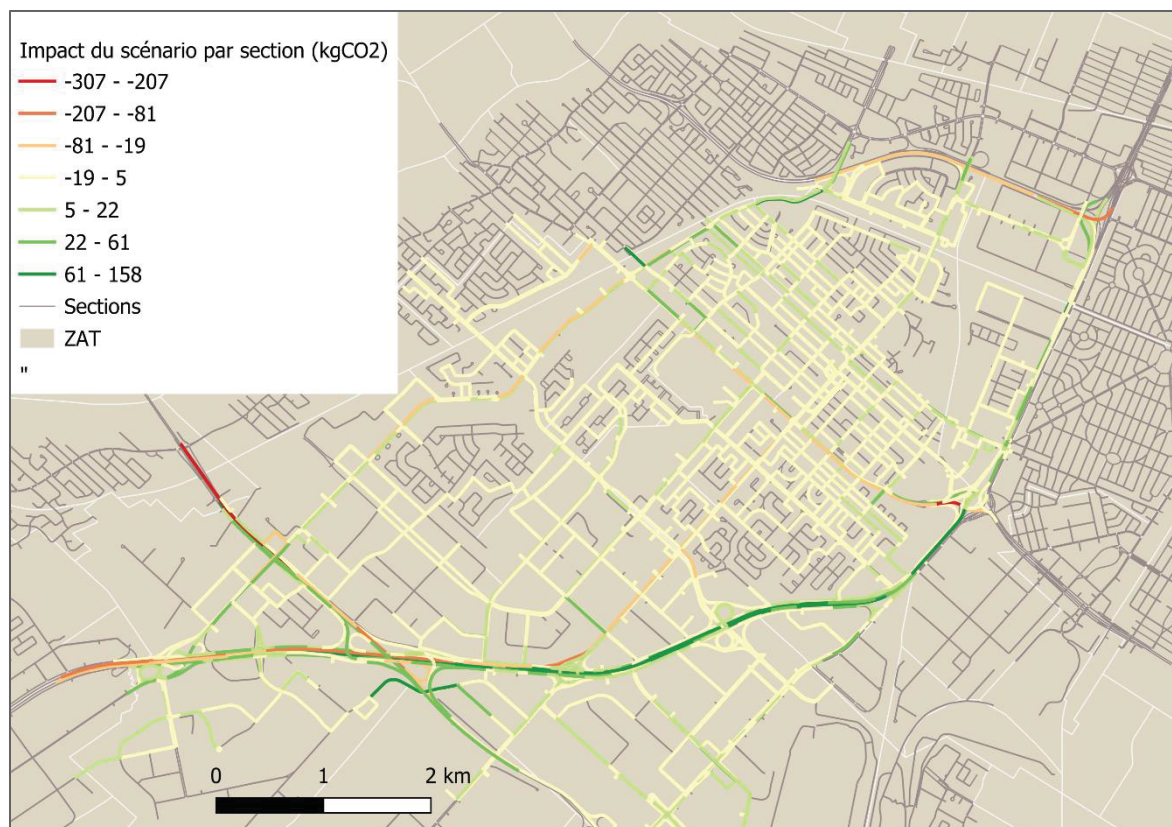 Impact du scénario par section (kgCO2)
-307 - -207
-207 - -81
-81 - -19
-19 - 5
5 - 22
22 - 61
61 - 158
Sections
ZAT
"
0 1 2 km